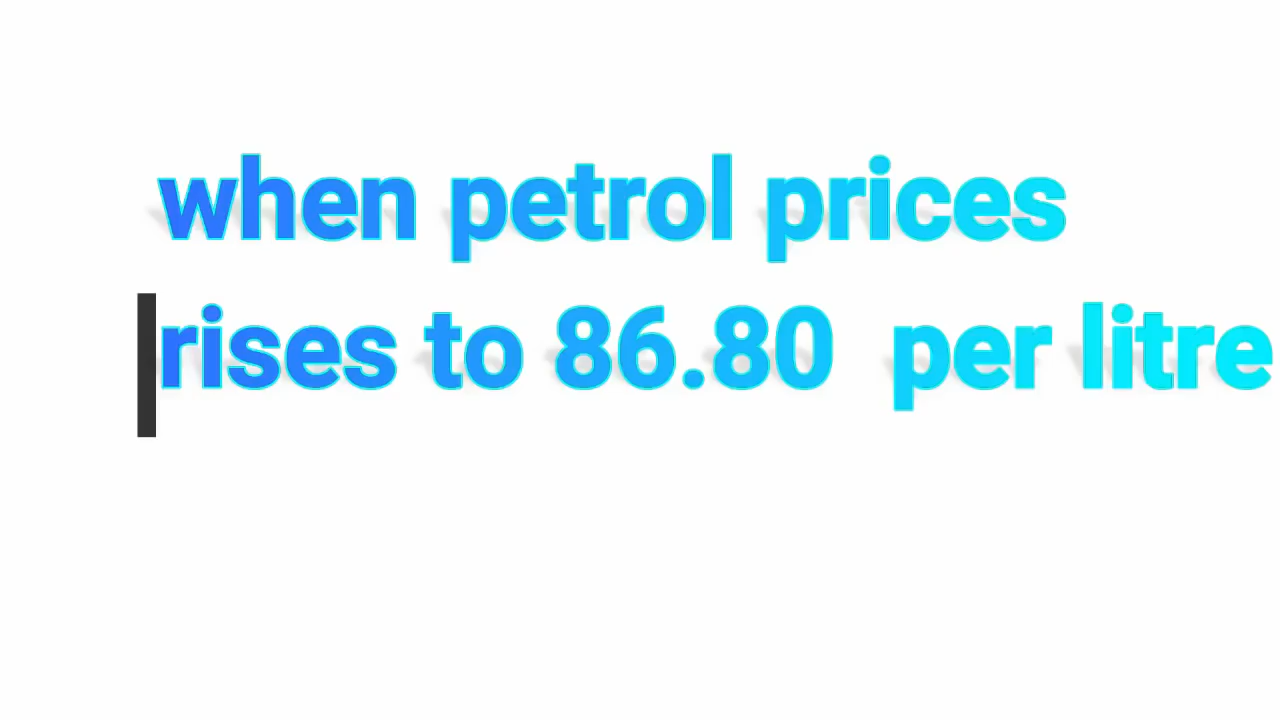 when petrol prices
rises to 86.80  per litre